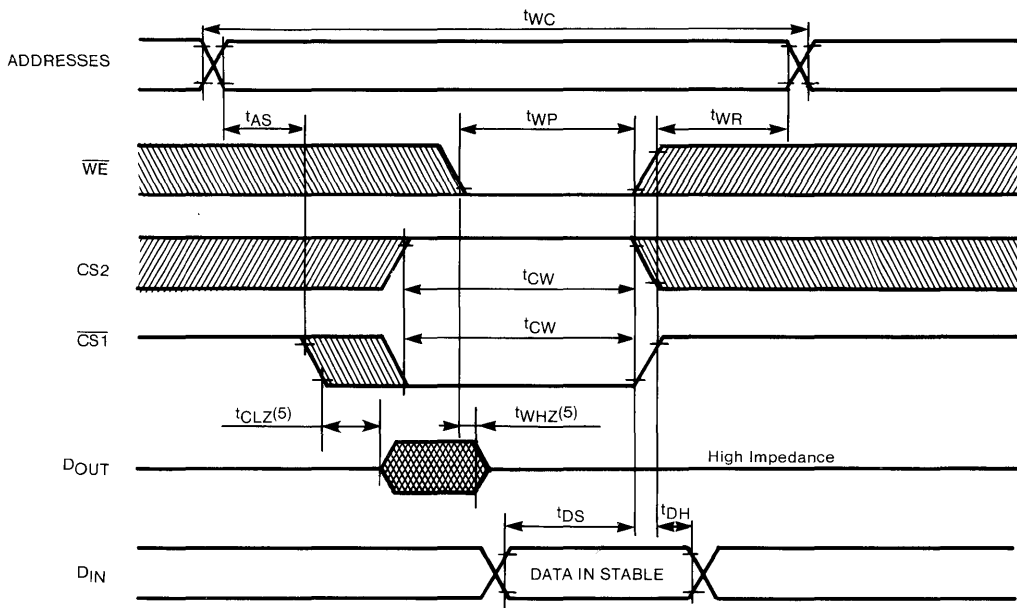 tWC
ADDRESSES
tAS
tWP
tWR
WE
CS2
tCW
CS1
tCW
tCLZ(5)
tWHZ(5)
DOUT
High Impedance
tDS
tDH
DIN
DATA IN STABLE